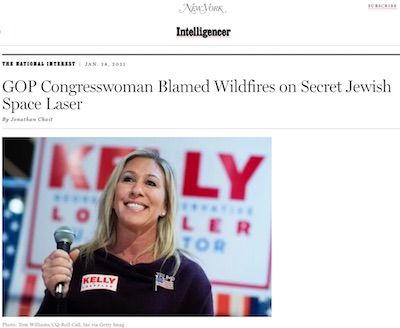 New York
SUBSCRIBE
Intelligencer
THE NATIONAL INTEREST | JAN. 28, 2021
GOP Congresswoman Blamed Wildfires on Secret Jewish
Space Laser
By Jonathan Chait
KELLY
KELLY
Photo: Tom Williams/CQ-Roll Call, Inc via Getty Imag